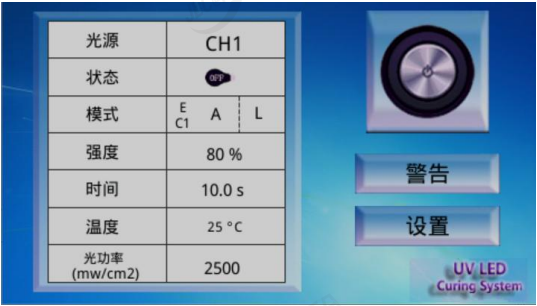 光源 CH1
状态 OFF
模式 E C1 A L
强度 80 %
时间 10.0 s
温度 25 °C
光功率
(mw/cm2) 2500
警告
设置
UV LED
Curing System